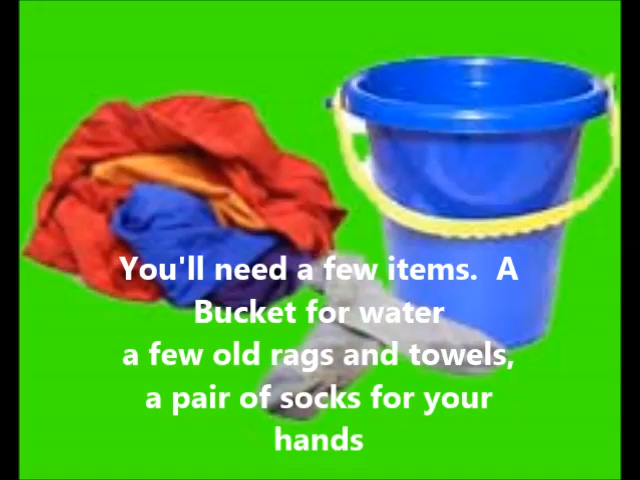 You'll need a few items.  A
Bucket for water
a few old rags and towels,
a pair of socks for your
hands